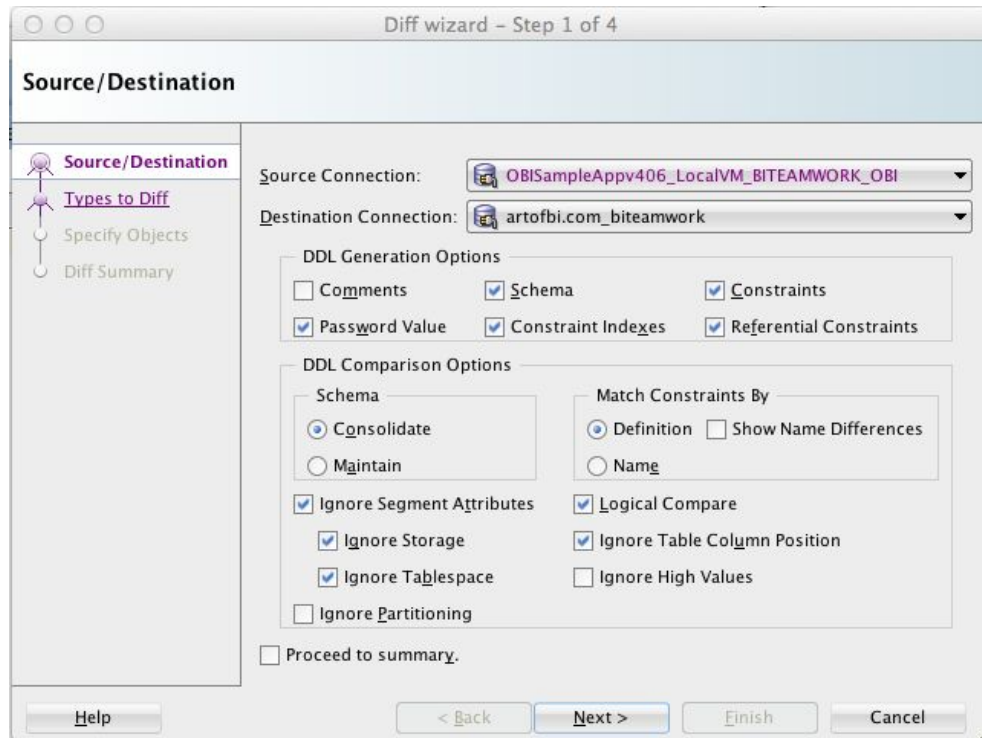 Diff wizard – Step 1 of 4
Source/Destination
Source/Destination
Types to Diff
Specify Objects
Diff Summary
Source Connection: OBISampleAppv406_LocalVM_BITEAMWORK_OBI
Destination Connection: artofbi.com_biteamwork
DDL Generation Options
Comments Schema Constraints
Password Value Constraint Indexes Referential Constraints
DDL Comparison Options
Schema Match Constraints By
Consolidate Definition Show Name Differences
Maintain Name
Ignore Segment Attributes Logical Compare
Ignore Storage Ignore Table Column Position
Ignore Tablespace Ignore High Values
Ignore Partitioning
Proceed to summary.
Help < Back Next > Finish Cancel